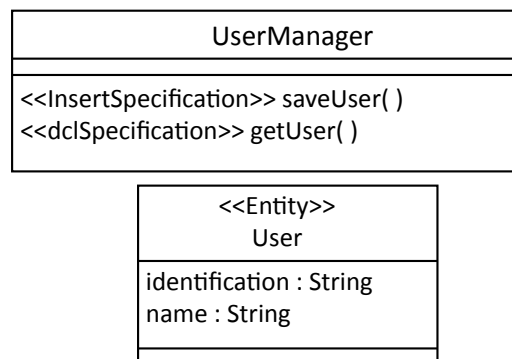 UserManager
<<InsertSpecification>> saveUser( )
<<dclSpecification>> getUser( )
<<Entity>>
User
identification : String
name : String